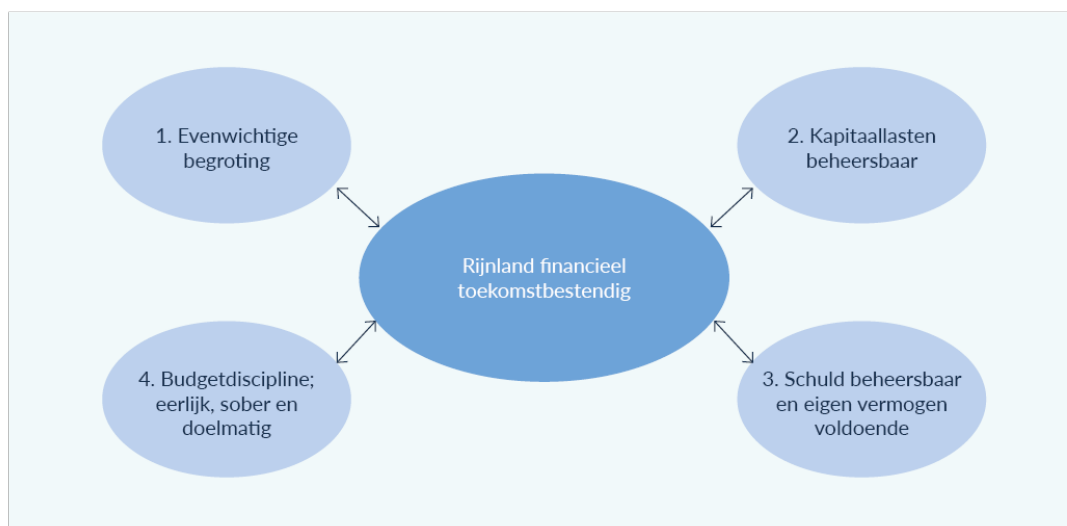 1. Evenwichtige
begroting
2. Kapitaallasten
beheersbaar
Rijnland financieel
toekomstbestendig
4. Budgetdiscipline;
eerlijk, sober en
doelmatig
3. Schuld beheersbaar
en eigen vermogen
voldoende